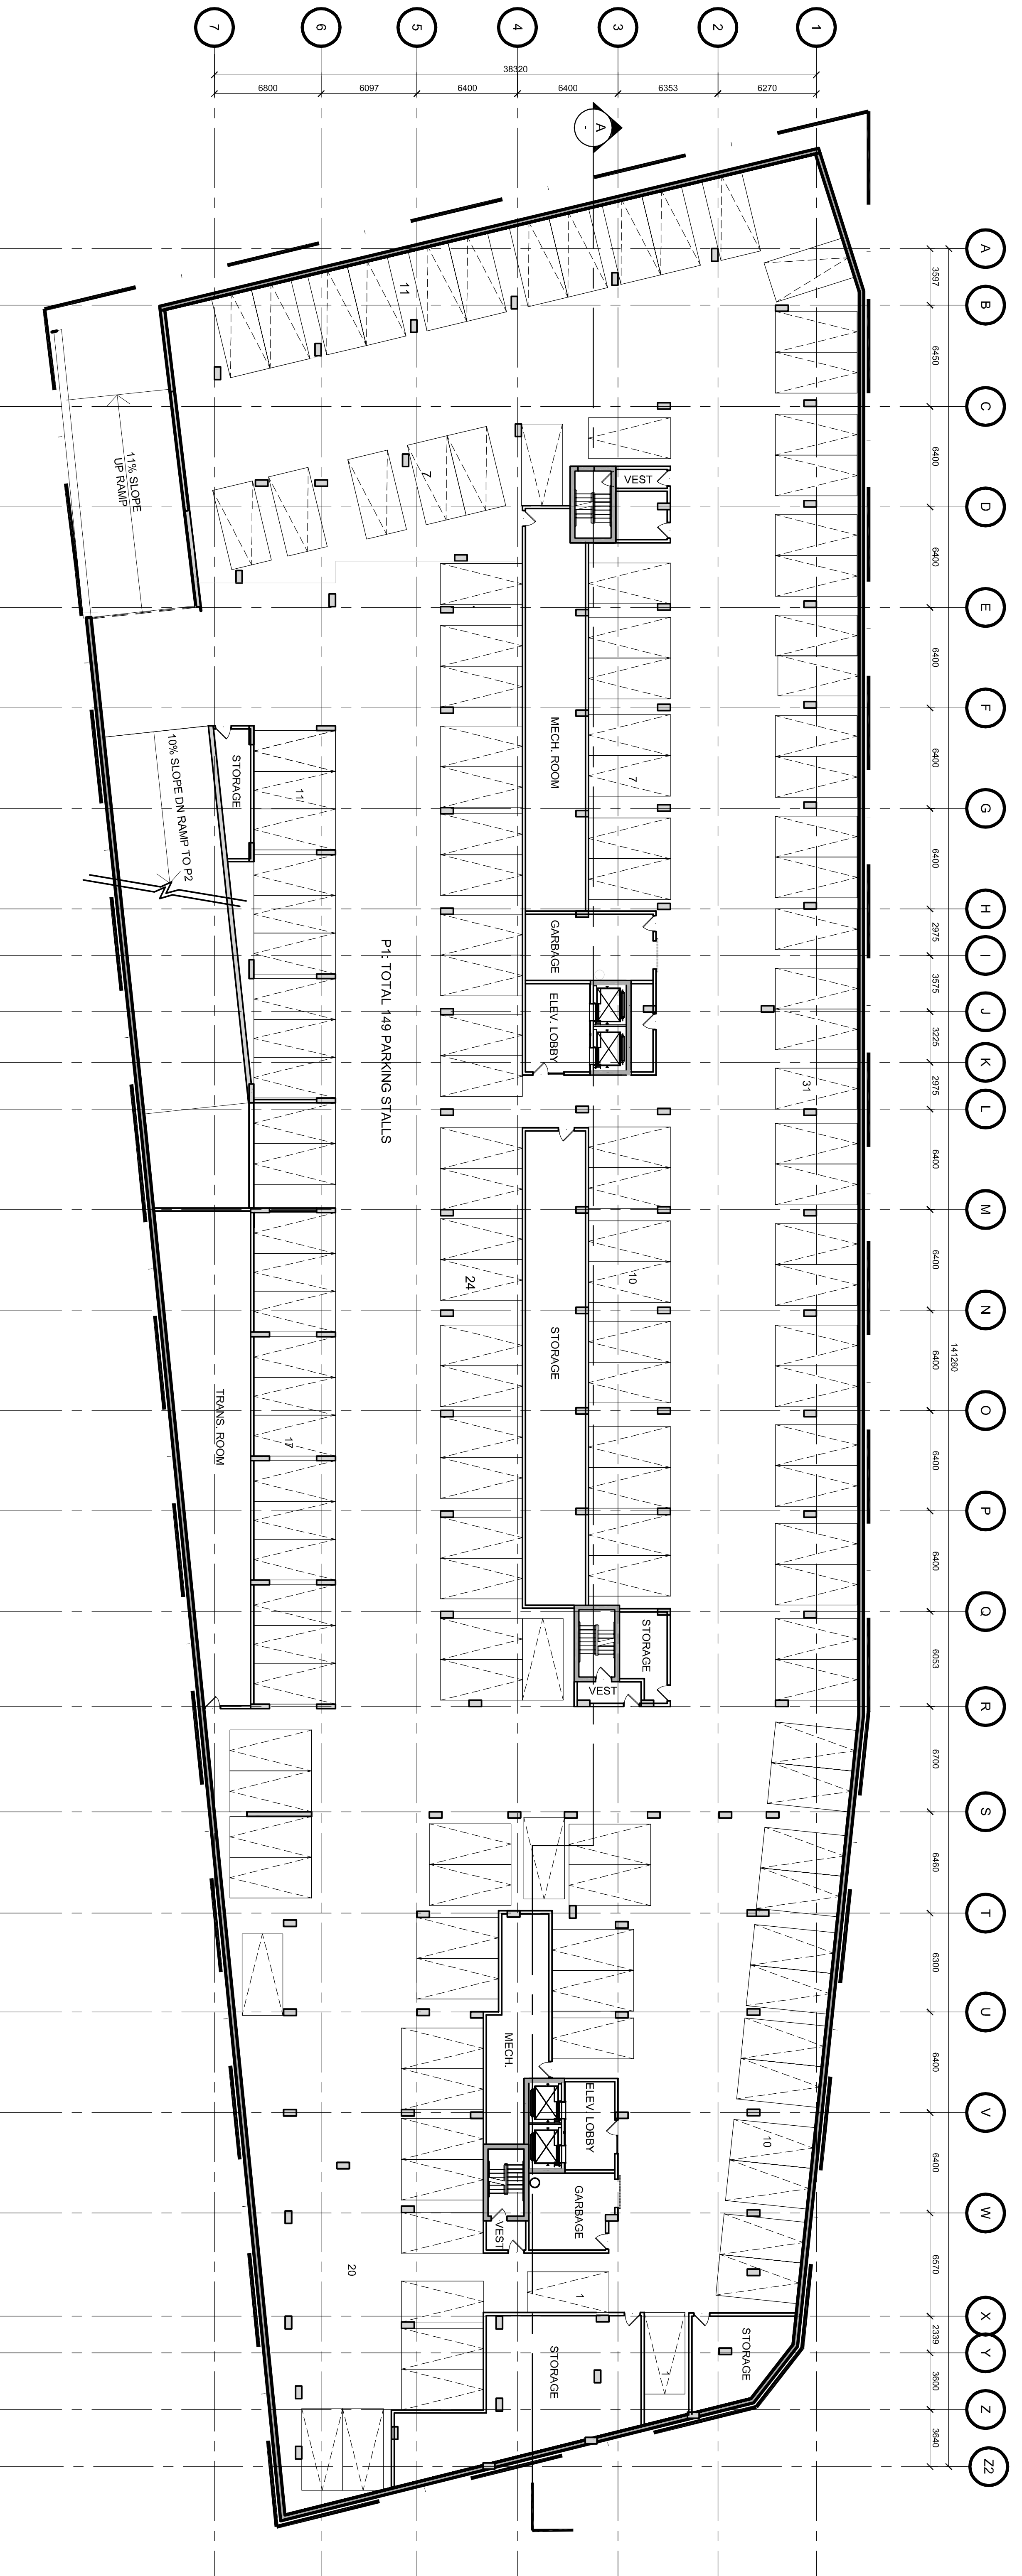 7
6
5
4
3
2
1
38320
6800
6097
6400
6400
6353
6270
A
-
A
B
C
D
E
F
G
H
I
J
K
L
M
N
O
P
Q
R
S
T
U
V
W
X
Y
Z
Z2
3597
6450
6400
6400
6400
6400
6400
2975
3575
3225
2975
6400
6400
6400
6400
6400
6053
6700
6460
6300
6400
6400
6570
2339
3600
3640
141260
11
7
11% SLOPE
UP RAMP
VEST
MECH. ROOM
7
STORAGE
11
10% SLOPE DN RAMP TO P2
GARBAGE
ELEV. LOBBY
P1: TOTAL 149 PARKING STALLS
31
24
10
STORAGE
TRANS. ROOM
17
STORAGE
VEST
MECH.
ELEV. LOBBY
10
GARBAGE
VEST
20
1
1
STORAGE
STORAGE